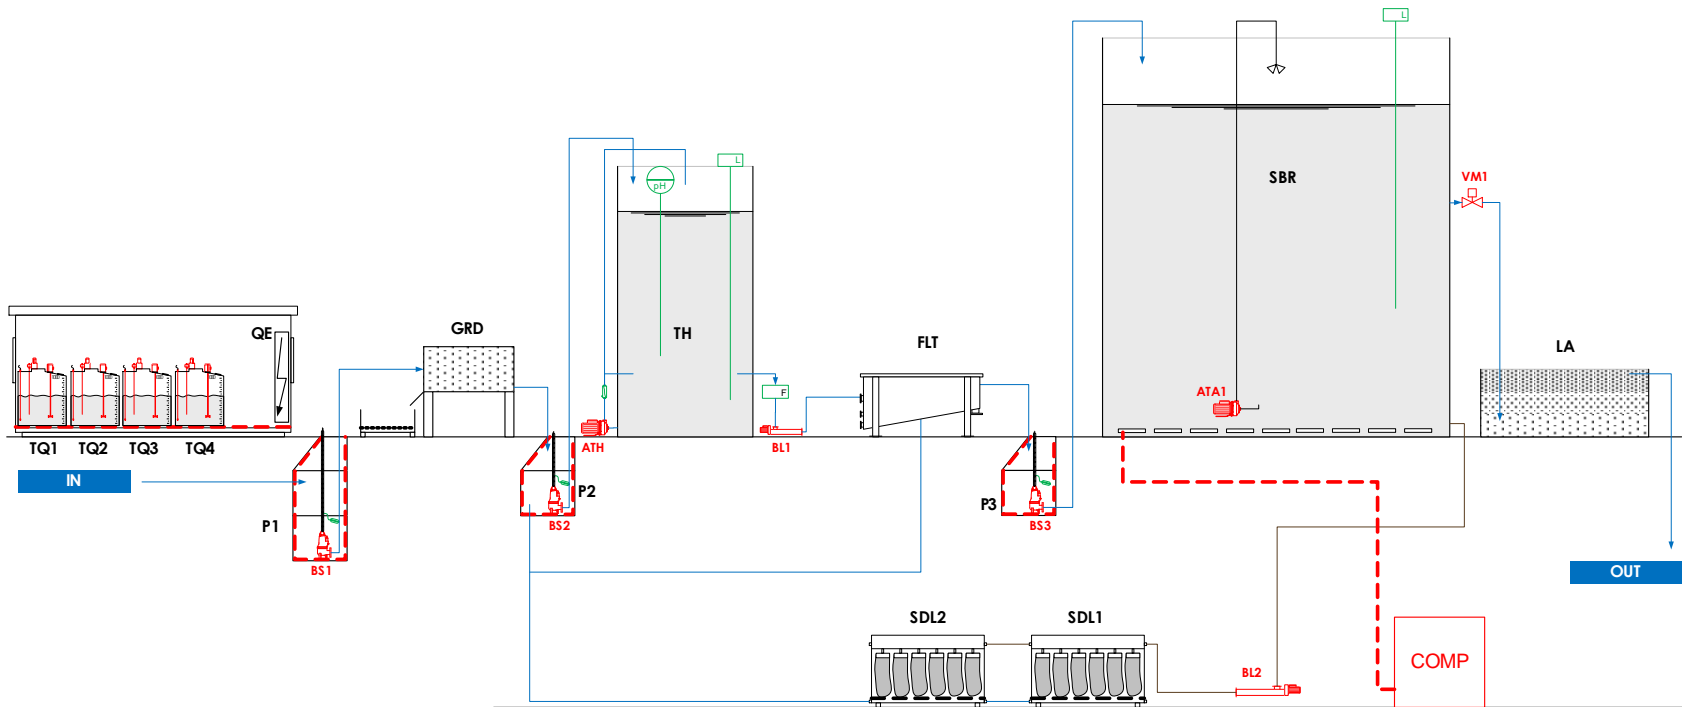 L
SBR
VM1
L
pH
QE
GRD
TH
FLT
LA
F
ATA1
TQ1
TQ2
TQ3
TQ4
ATH
BL1
IN
P1
P2
P3
BS1
BS2
BS3
OUT
SDL2
SDL1
BL2
COMP